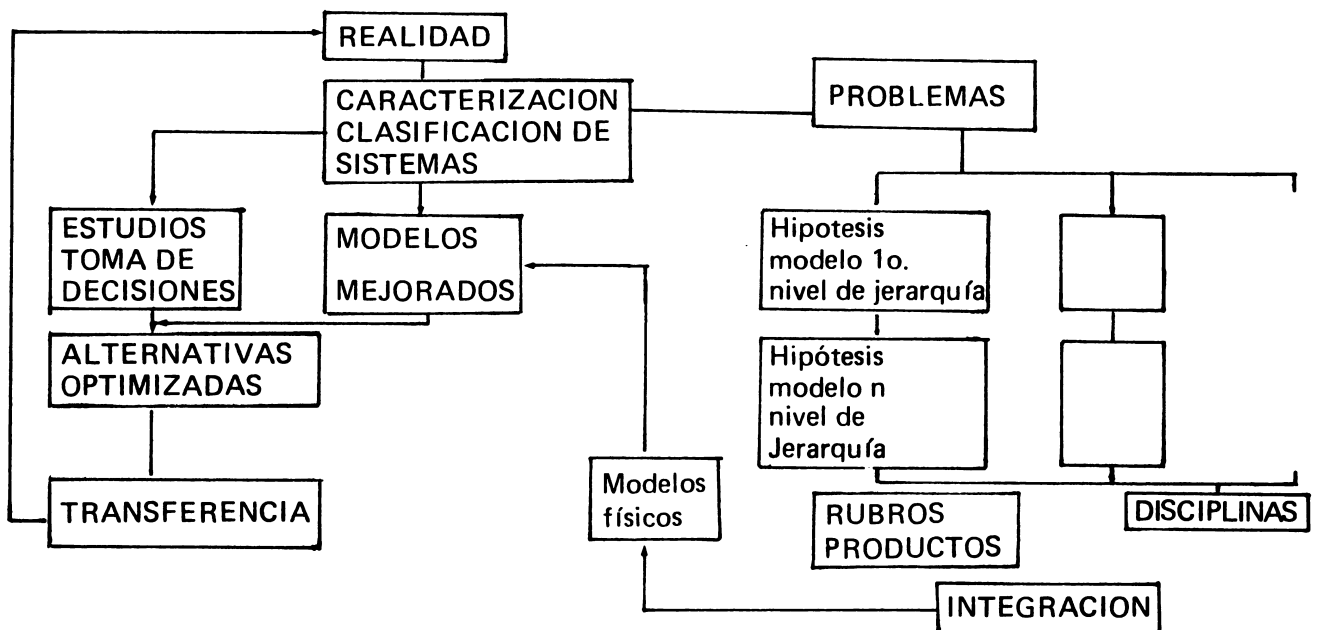 REALIDAD
CARACTERIZACION
CLASIFICACION DE
SISTEMAS
PROBLEMAS
ESTUDIOS
TOMA DE
DECISIONES
MODELOS
MEJORADOS
Hipotesis
modelo 1o.
nivel de jerarquía
ALTERNATIVAS
OPTIMIZADAS
Hipótesis
modelo n
nivel de
Jerarquía
TRANSFERENCIA
Modelos
físicos
RUBROS
PRODUCTOS
DISCIPLINAS
INTEGRACION